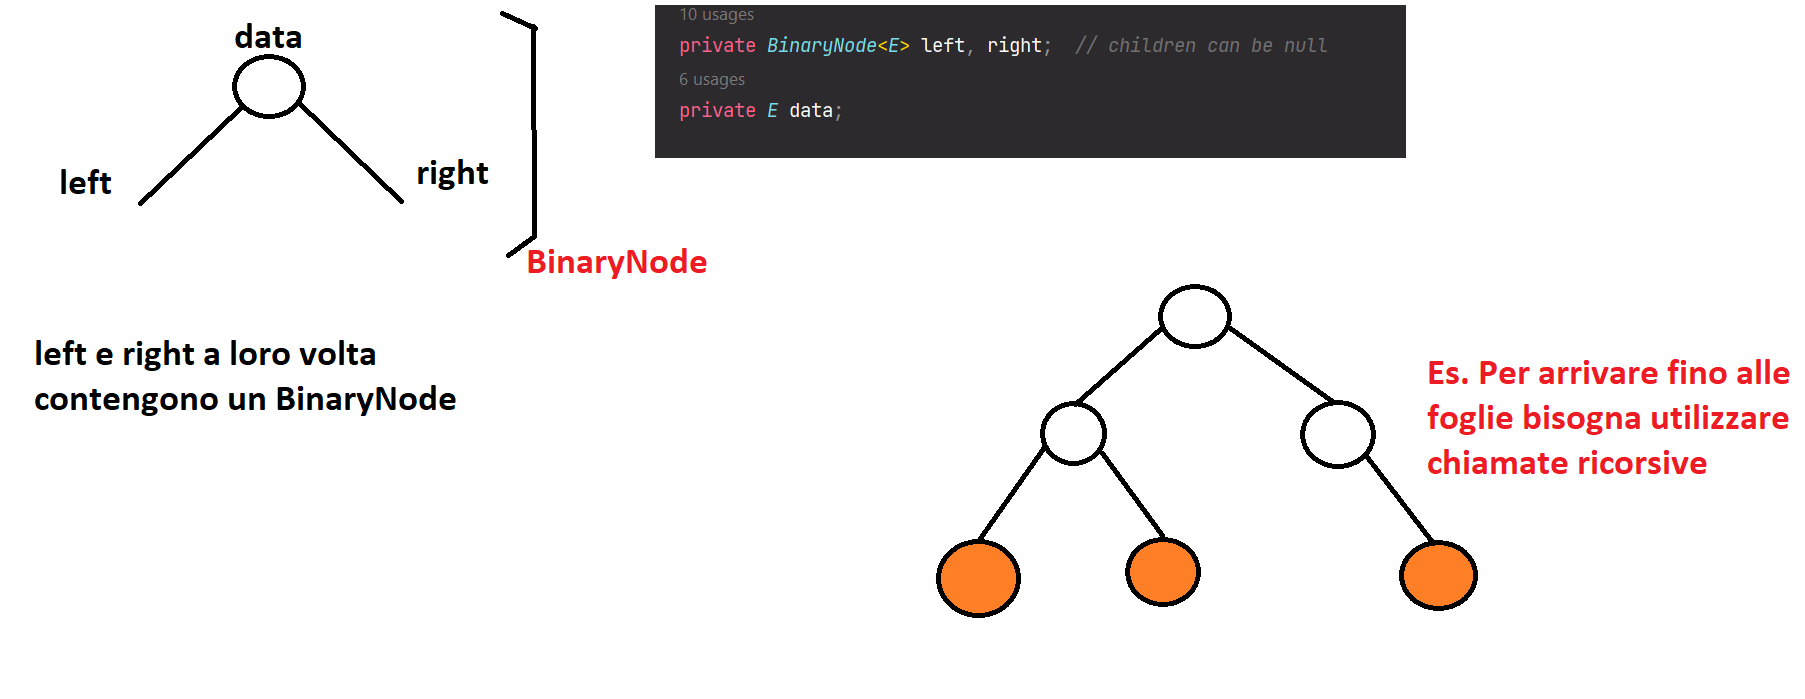 data
left
right
BinaryNode
10 usages
private BinaryNode<E> left, right;  // children can be null
6 usages
private E data;
left e right a loro volta
contengono un BinaryNode
Es. Per arrivare fino alle
foglie bisogna utilizzare
chiamate ricorsive